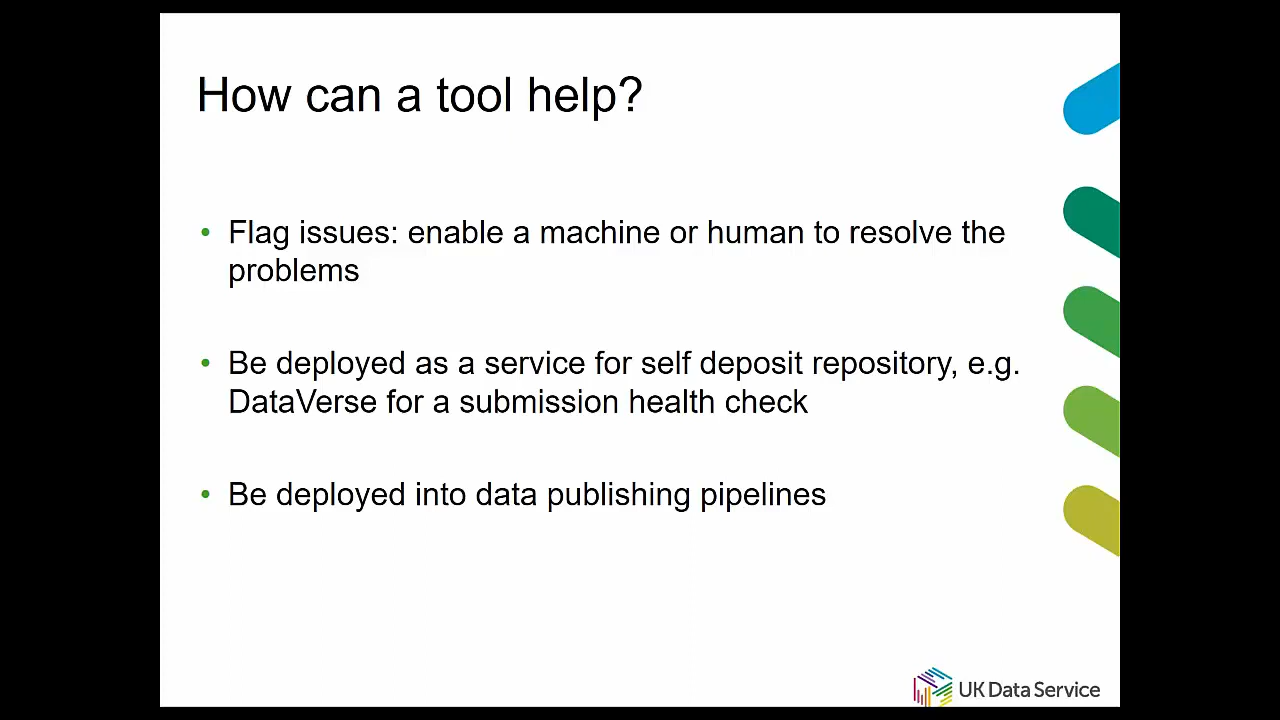 How can a tool help?
• Flag issues: enable a machine or human to resolve the
problems
• Be deployed as a service for self deposit repository, e.g.
DataVerse for a submission health check
• Be deployed into data publishing pipelines
UK Data Service